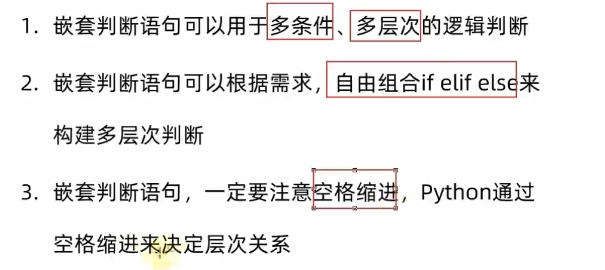 1. 嵌套判断语句可以用于多条件、多层次的逻辑判断
2. 嵌套判断语句可以根据需求，自由组合if elif else来
构建多层次判断
3. 嵌套判断语句，一定要注意空格缩进，Python通过
空格缩进来决定层次关系